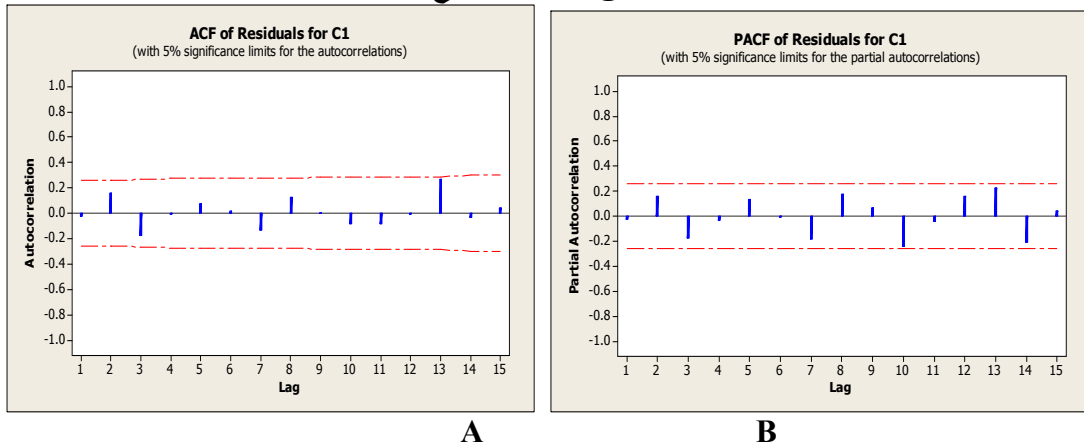 ACF of Residuals for C1
(with 5% significance limits for the autocorrelations)
Autocorrelation
1.0
0.8
0.6
0.4
0.2
0.0
-0.2
-0.4
-0.6
-0.8
-1.0
1 2 3 4 5 6 7 8 9 10 11 12 13 14 15
Lag
A
PACF of Residuals for C1
(with 5% significance limits for the partial autocorrelations)
Partial Autocorrelation
1.0
0.8
0.6
0.4
0.2
0.0
-0.2
-0.4
-0.6
-0.8
-1.0
1 2 3 4 5 6 7 8 9 10 11 12 13 14 15
Lag
B